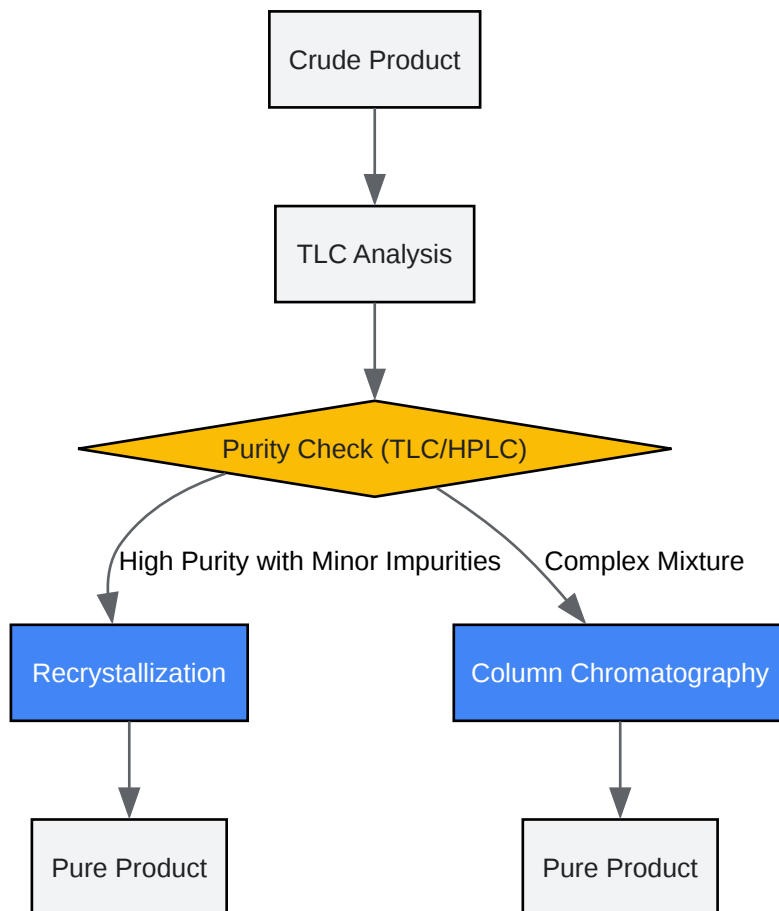 Crude Product
TLC Analysis
Purity Check (TLC/HPLC)
High Purity with Minor Impurities
Complex Mixture
Recrystallization
Column Chromatography
Pure Product
Pure Product